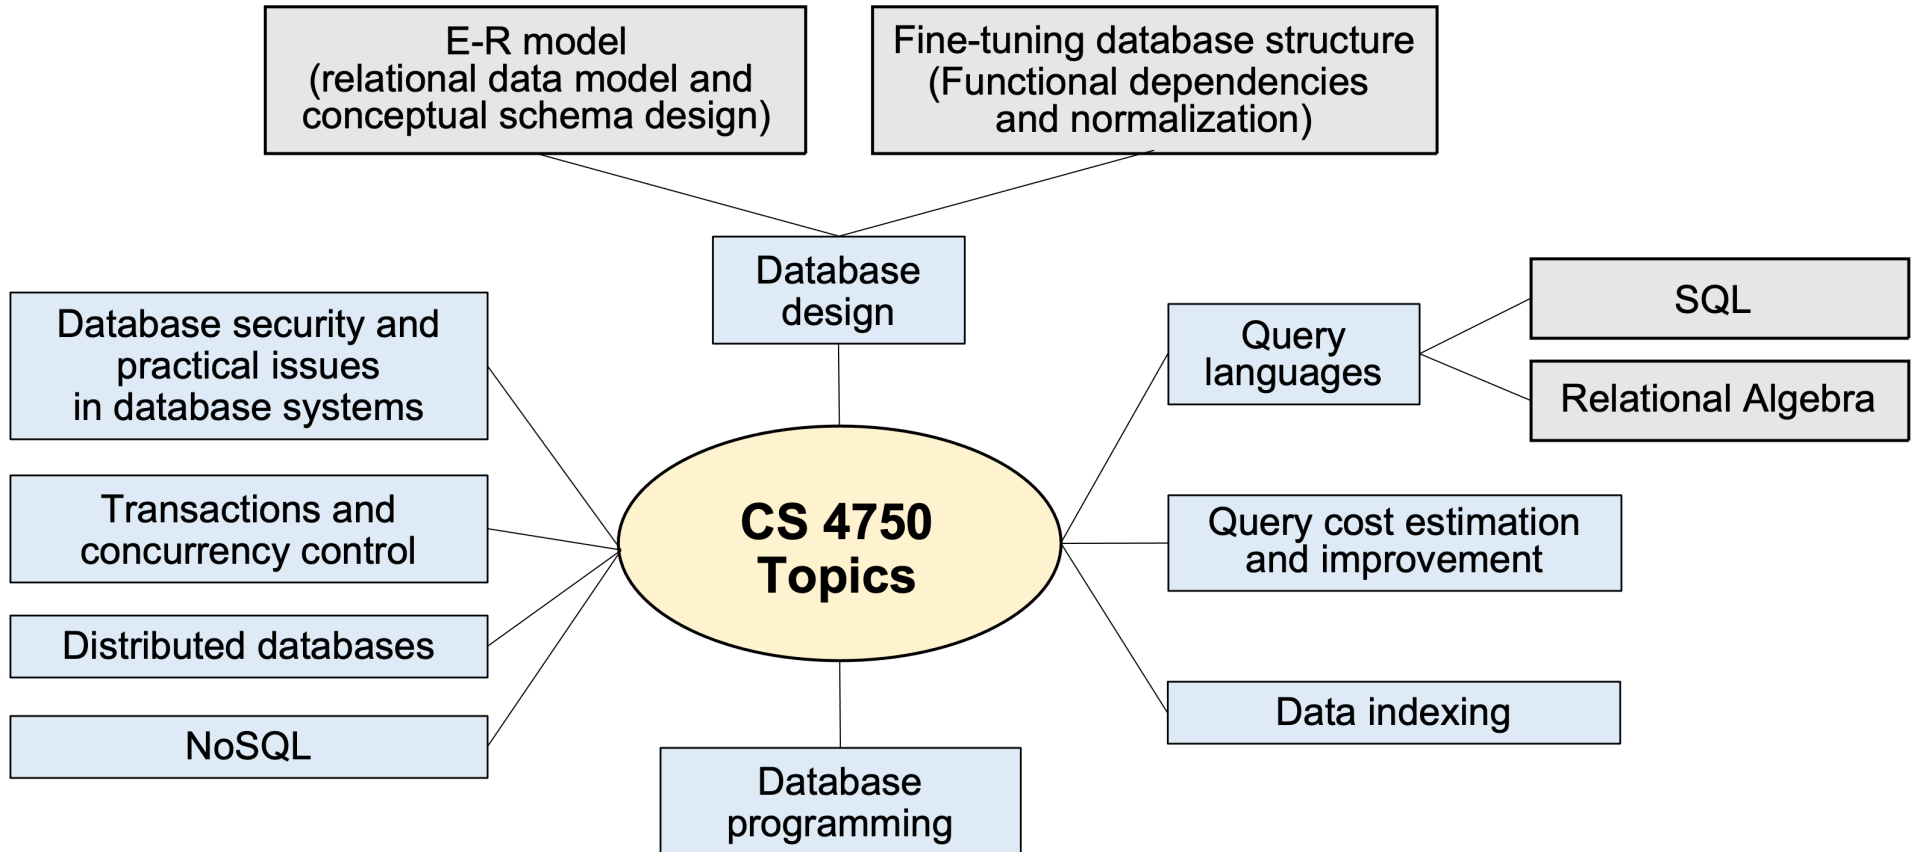 E-R model
(relational data model and
conceptual schema design)
Fine-tuning database structure
(Functional dependencies
and normalization)
Database
design
Database security and
practical issues
in database systems
Query
languages
SQL
Relational Algebra
Transactions and
concurrency control
CS 4750
Topics
Query cost estimation
and improvement
Distributed databases
Data indexing
NoSQL
Database
programming